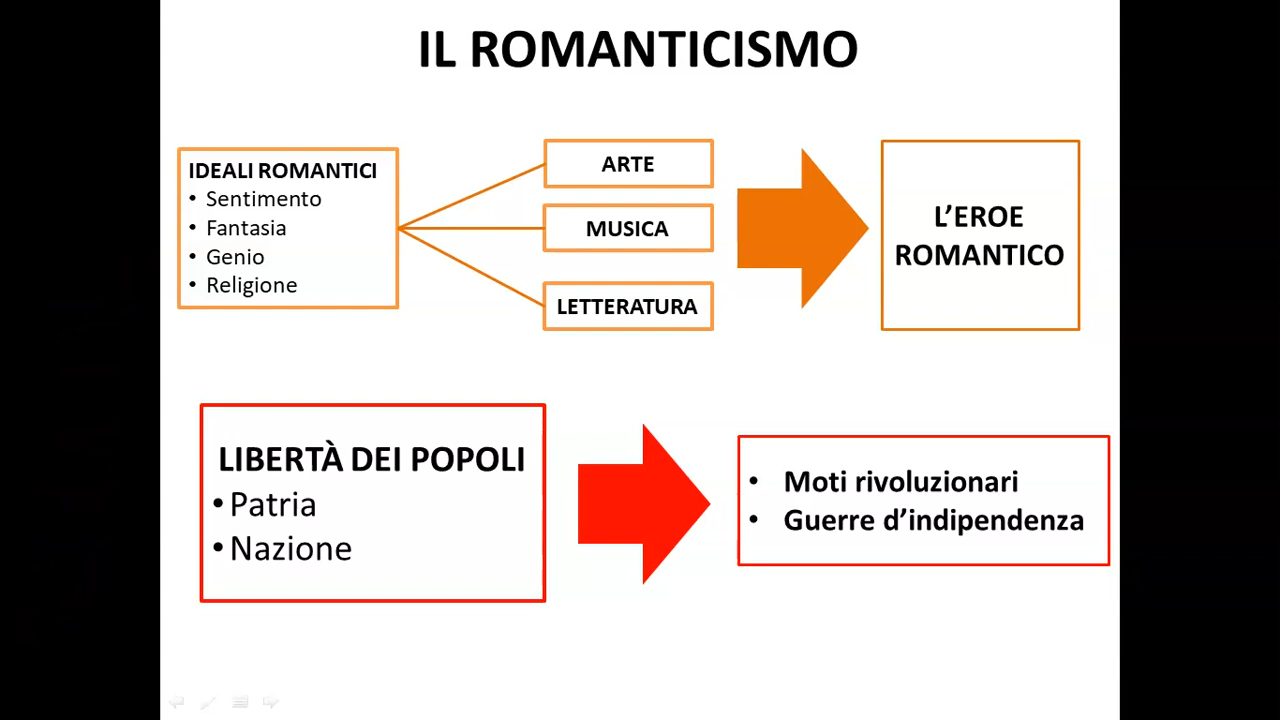 IL ROMANTICISMO
IDEALI ROMANTICI
• Sentimento
• Fantasia
• Genio
• Religione
ARTE
MUSICA
LETTERATURA
L’EROE
ROMANTICO
LIBERTÀ DEI POPOLI
• Patria
• Nazione
• Moti rivoluzionari
• Guerre d’indipendenza